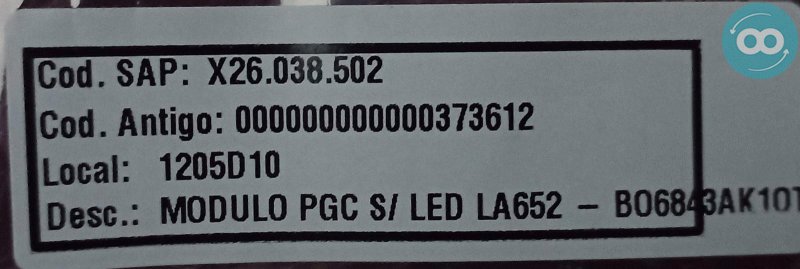 Cod. SAP: X26.038.502
Cod. Antigo: 000000000000373612
Local: 1205D10
Desc.: MODULO PGC S/ LED LA652 – BO6843AK10T